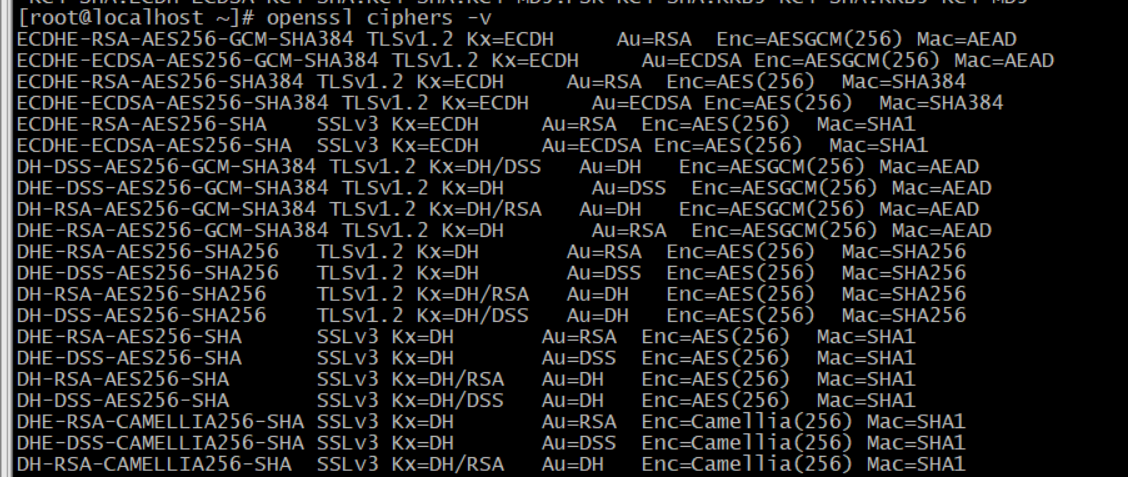 [root@localhost ~]# openssl ciphers -v
ECDHE-RSA-AES256-GCM-SHA384 TLSv1.2 Kx=ECDH     Au=RSA  Enc=AESGCM(256) Mac=AEAD
ECDHE-ECDSA-AES256-GCM-SHA384 TLSv1.2 Kx=ECDH     Au=ECDSA Enc=AESGCM(256) Mac=AEAD
ECDHE-RSA-AES256-SHA384 TLSv1.2 Kx=ECDH     Au=RSA  Enc=AES(256)  Mac=SHA384
ECDHE-ECDSA-AES256-SHA384 TLSv1.2 Kx=ECDH     Au=ECDSA Enc=AES(256)  Mac=SHA384
ECDHE-RSA-AES256-SHA    SSLv3 Kx=ECDH     Au=RSA  Enc=AES(256)  Mac=SHA1
ECDHE-ECDSA-AES256-SHA  SSLv3 Kx=ECDH     Au=ECDSA Enc=AES(256)  Mac=SHA1
DH-DSS-AES256-GCM-SHA384 TLSv1.2 Kx=DH/DSS   Au=DH   Enc=AESGCM(256) Mac=AEAD
DHE-DSS-AES256-GCM-SHA384 TLSv1.2 Kx=DH       Au=DSS  Enc=AESGCM(256) Mac=AEAD
DH-RSA-AES256-GCM-SHA384 TLSv1.2 Kx=DH/RSA   Au=DH   Enc=AESGCM(256) Mac=AEAD
DHE-RSA-AES256-GCM-SHA384 TLSv1.2 Kx=DH       Au=RSA  Enc=AESGCM(256) Mac=AEAD
DHE-RSA-AES256-SHA256   TLSv1.2 Kx=DH       Au=RSA  Enc=AES(256)  Mac=SHA256
DHE-DSS-AES256-SHA256   TLSv1.2 Kx=DH       Au=DSS  Enc=AES(256)  Mac=SHA256
DH-RSA-AES256-SHA256    TLSv1.2 Kx=DH/RSA   Au=DH   Enc=AES(256)  Mac=SHA256
DH-DSS-AES256-SHA256    TLSv1.2 Kx=DH/DSS   Au=DH   Enc=AES(256)  Mac=SHA256
DHE-RSA-AES256-SHA      SSLv3 Kx=DH       Au=RSA  Enc=AES(256)  Mac=SHA1
DHE-DSS-AES256-SHA      SSLv3 Kx=DH       Au=DSS  Enc=AES(256)  Mac=SHA1
DH-RSA-AES256-SHA       SSLv3 Kx=DH/RSA   Au=DH   Enc=AES(256)  Mac=SHA1
DH-DSS-AES256-SHA       SSLv3 Kx=DH/DSS   Au=DH   Enc=AES(256)  Mac=SHA1
DHE-RSA-CAMELLIA256-SHA SSLv3 Kx=DH       Au=RSA  Enc=Camellia(256) Mac=SHA1
DHE-DSS-CAMELLIA256-SHA SSLv3 Kx=DH       Au=DSS  Enc=Camellia(256) Mac=SHA1
DH-RSA-CAMELLIA256-SHA  SSLv3 Kx=DH/RSA   Au=DH   Enc=Camellia(256) Mac=SHA1